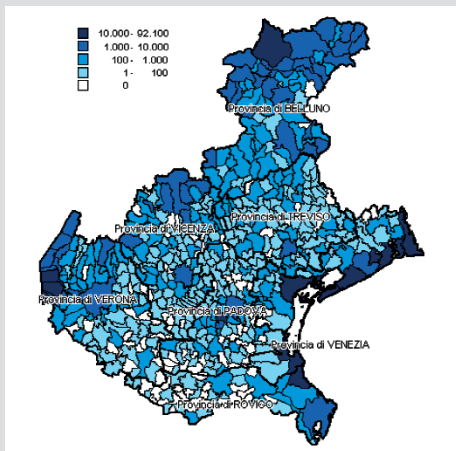 10.000- 92.100
1.000- 10.000
100- 1.000
1- 100
0
Provincia di BELLUNO
Provincia di TREVISO
Provincia di VICENZA
Provincia di VERONA
Provincia di PADOVA
Provincia di VENEZIA
Provincia di ROVIGO